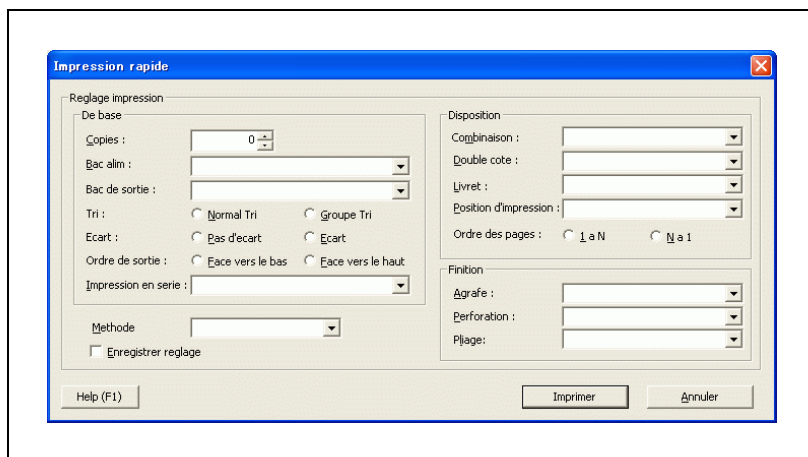 Impression rapide
Reglage impression
De base
Copies : 0
Bac alim :
Bac de sortie :
Tri : Normal Tri Groupe Tri
Ecart : Pas d'ecart Ecart
Ordre de sortie : Face vers le bas Face vers le haut
Impression en serie :
Methode
Enregistrer reglage
Disposition
Combinaison :
Double cote :
Livret :
Position d'impression :
Ordre des pages : 1 a N N a 1
Finition
Agrafe :
Perforation :
Pliage:
Help (F1)
Imprimer
Annuler